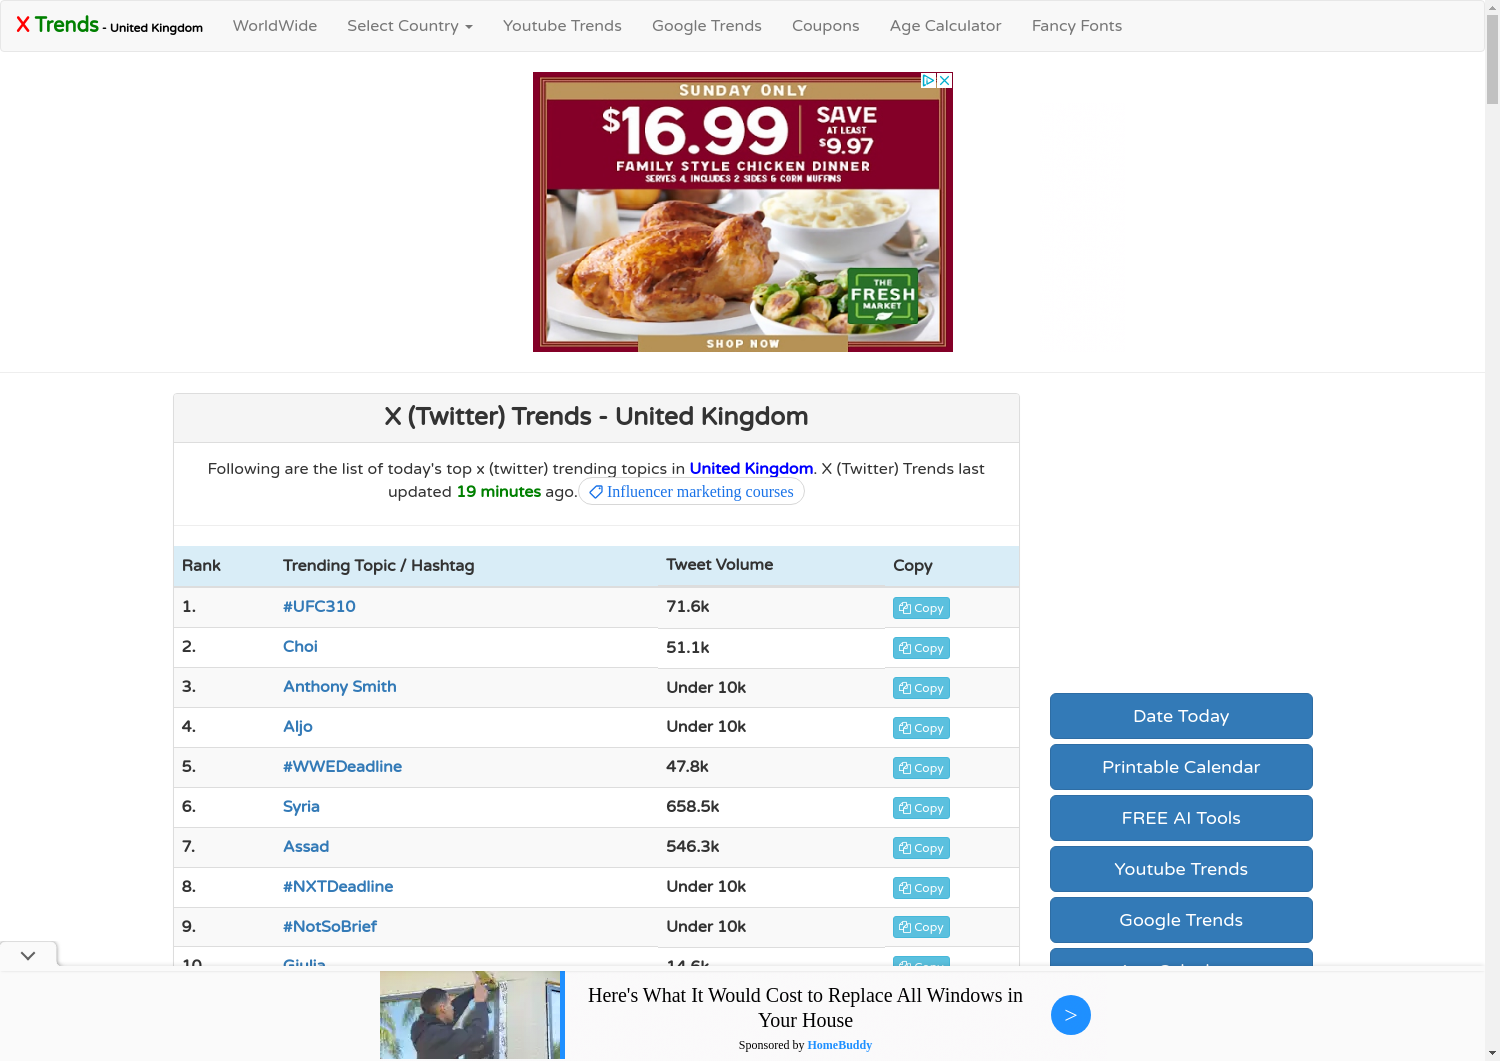 X Trends - United Kingdom WorldWide Select Country Youtube Trends Google Trends Coupons Age Calculator Fancy Fonts
SUNDAY ONLY
$16.99 SAVE AT LEAST $9.97
FAMILY STYLE CHICKEN DINNER
SERVES 4, INCLUDES 2 SIDES & CORN MUFFINS
THE FRESH MARKET
SHOP NOW
X (Twitter) Trends - United Kingdom
Following are the list of today's top x (twitter) trending topics in United Kingdom. X (Twitter) Trends last
updated 19 minutes ago. Influencer marketing courses
Rank Trending Topic / Hashtag Tweet Volume Copy
1. #UFC310 71.6k Copy
2. Choi 51.1k Copy
3. Anthony Smith Under 10k Copy
4. Aljo Under 10k Copy
5. #WWEDeadline 47.8k Copy
6. Syria 658.5k Copy
7. Assad 546.3k Copy
8. #NXTDeadline Under 10k Copy
9. #NotSoBrief Under 10k Copy
10. Giulia 14.6k Copy
Date Today
Printable Calendar
FREE AI Tools
Youtube Trends
Google Trends
Here's What It Would Cost to Replace All Windows in
Your House
Sponsored by HomeBuddy
>